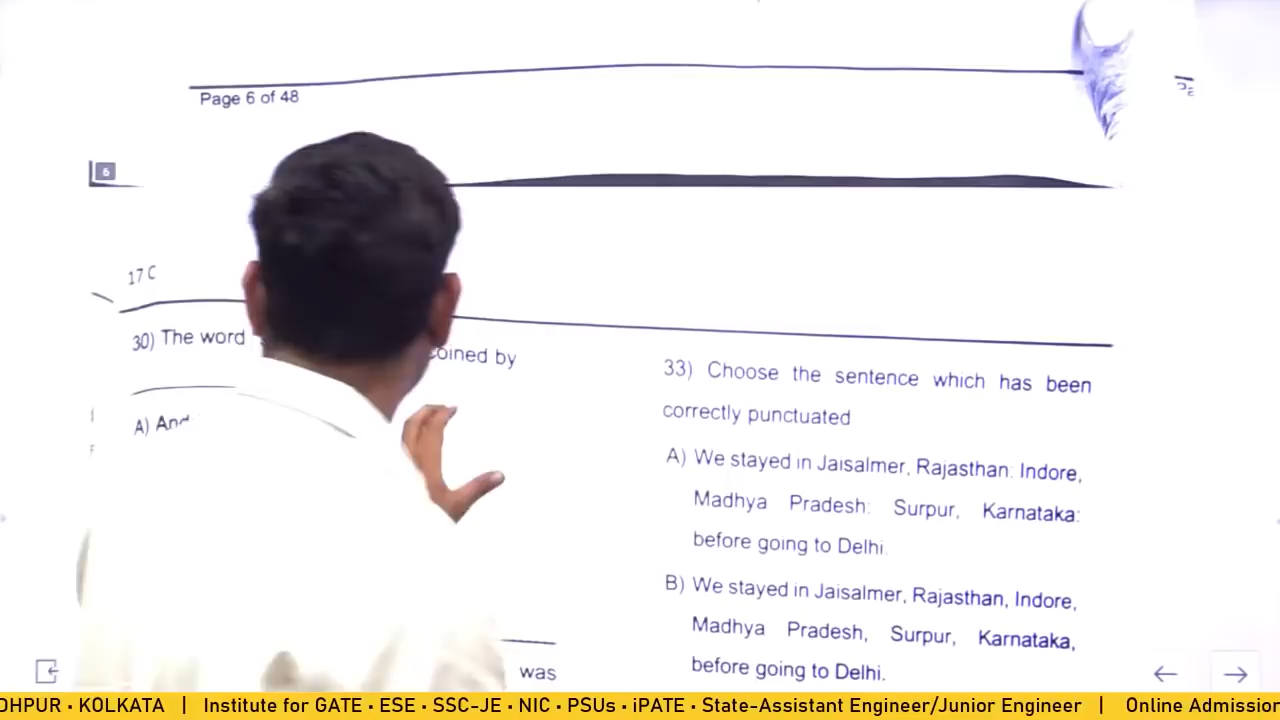 Page 6 of 48
6
17 C
30) The word
coined by
A) And
was
33) Choose the sentence which has been
correctly punctuated
A) We stayed in Jaisalmer, Rajasthan: Indore,
Madhya Pradesh: Surpur, Karnataka:
before going to Delhi.
B) We stayed in Jaisalmer, Rajasthan, Indore,
Madhya Pradesh, Surpur, Karnataka,
before going to Delhi.
DHPUR • KOLKATA | Institute for GATE • ESE • SSC-JE • NIC • PSUs • iPATE • State-Assistant Engineer/Junior Engineer | Online Admissio